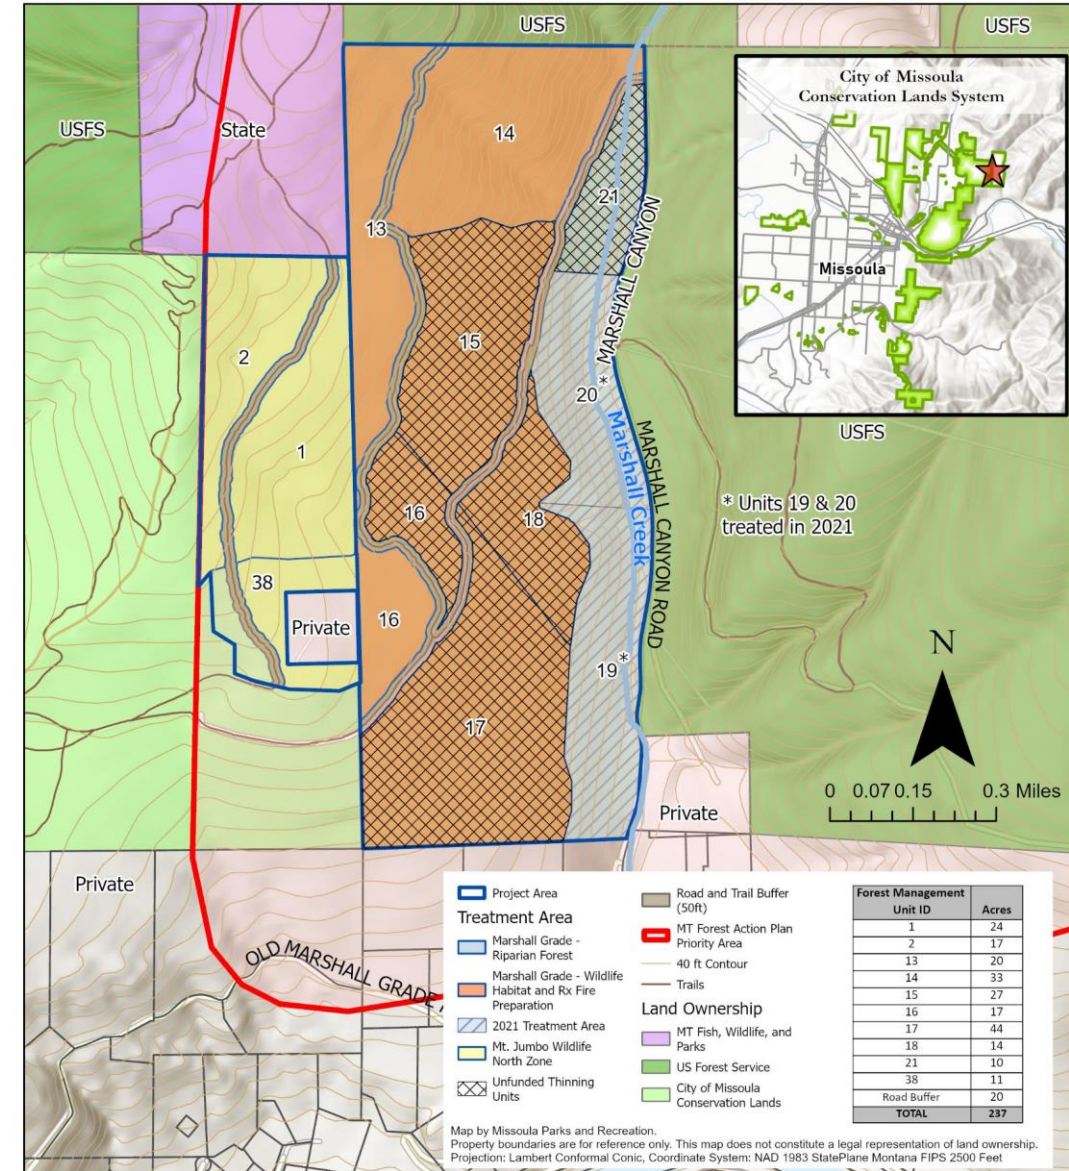 USFS
USFS
USFS
State
14
13
21
MARSHALL CANYON
15
2
1
20 *
Marshall Creek
MARSHALL CANYON ROAD
16
18
38
Private
16
19 *
17
City of Missoula
Conservation Lands System
Missoula
USFS
* Units 19 & 20
treated in 2021
N
0 0.07 0.15 0.3 Miles
Private
Private
OLD MARSHALL GRADE
Project Area
Treatment Area
Marshall Grade -
Riparian Forest
Marshall Grade - Wildlife
Habitat and Rx Fire
Preparation
2021 Treatment Area
Mt. Jumbo Wildlife
North Zone
Unfunded Thinning
Units
Road and Trail Buffer
(50ft)
MT Forest Action Plan
Priority Area
40 ft Contour
Trails
Land Ownership
MT Fish, Wildlife, and
Parks
US Forest Service
City of Missoula
Conservation Lands
Forest Management
Unit ID Acres
1 24
2 17
13 20
14 33
15 27
16 17
17 44
18 14
21 10
38 11
Road Buffer 20
TOTAL 237
Map by Missoula Parks and Recreation.
Property boundaries are for reference only. This map does not constitute a legal representation of land ownership.
Projection: Lambert Conformal Conic, Coordinate System: NAD 1983 StatePlane Montana FIPS 2500 Feet